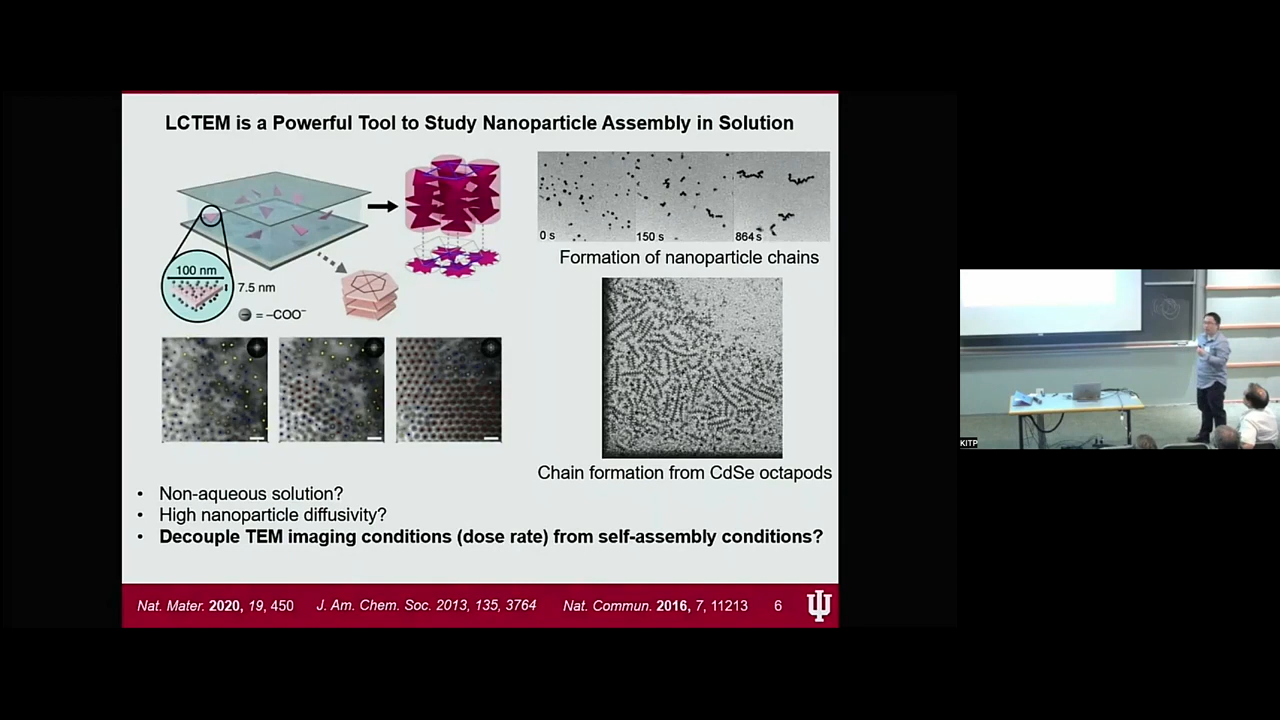 LCTEM is a Powerful Tool to Study Nanoparticle Assembly in Solution
100 nm
7.5 nm
= –COO⁻
0 s
150 s
864 s
Formation of nanoparticle chains
Chain formation from CdSe octapods
• Non-aqueous solution?
• High nanoparticle diffusivity?
• Decouple TEM imaging conditions (dose rate) from self-assembly conditions?
Nat. Mater. 2020, 19, 450 J. Am. Chem. Soc. 2013, 135, 3764 Nat. Commun. 2016, 7, 11213 6
KITP